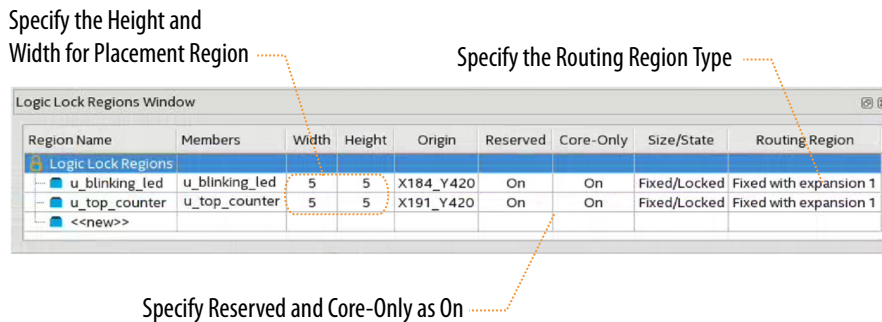 Specify the Height and
Width for Placement Region
Specify the Routing Region Type
Logic Lock Regions Window
Region Name Members Width Height Origin Reserved Core-Only Size/State Routing Region
Logic Lock Regions
u_blinking_led u_blinking_led 5 5 X184_Y420 On On Fixed/Locked Fixed with expansion 1
u_top_counter u_top_counter 5 5 X191_Y420 On On Fixed/Locked Fixed with expansion 1
<<new>>
Specify Reserved and Core-Only as On